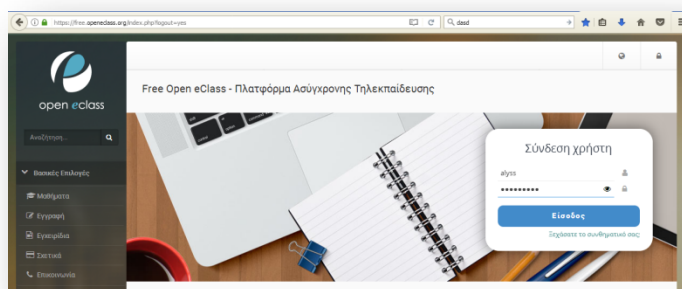 https://free.openeclass.org/index.php?logout=yes
dasd
open eclass
Free Open eClass - Πλατφόρμα Ασύγχρονης Τηλεκπαίδευσης
Αναζήτηση...
Βασικές Επιλογές
Μαθήματα
Εγγραφή
Εγχειρίδια
Σχετικά
Επικοινωνία
Σύνδεση χρήστη
alyss
•••••••••
Είσοδος
Ξεχάσατε το συνθηματικό σας;